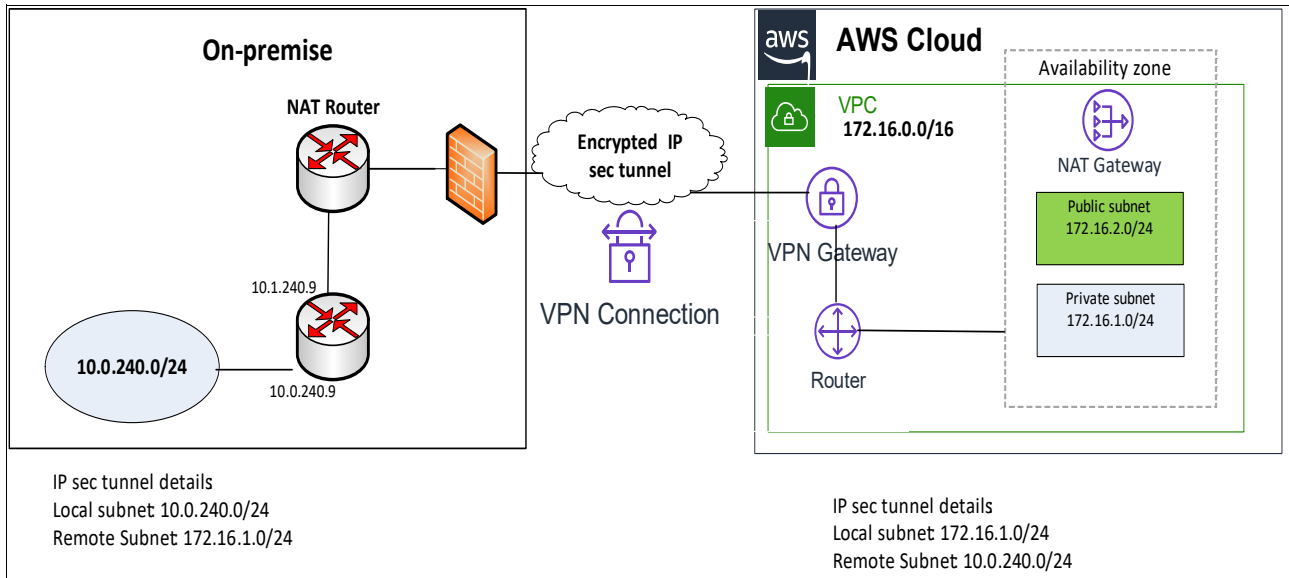 On-premise
NAT Router
10.1.240.9
10.0.240.0/24
10.0.240.9
Encrypted IP
sec tunnel
VPN Connection
aws
AWS Cloud
Availability zone
VPC
172.16.0.0/16
NAT Gateway
Public subnet
172.16.2.0/24
VPN Gateway
Private subnet
172.16.1.0/24
Router
IP sec tunnel details
Local subnet: 10.0.240.0/24
Remote Subnet: 172.16.1.0/24
IP sec tunnel details
Local subnet: 172.16.1.0/24
Remote Subnet: 10.0.240.0/24